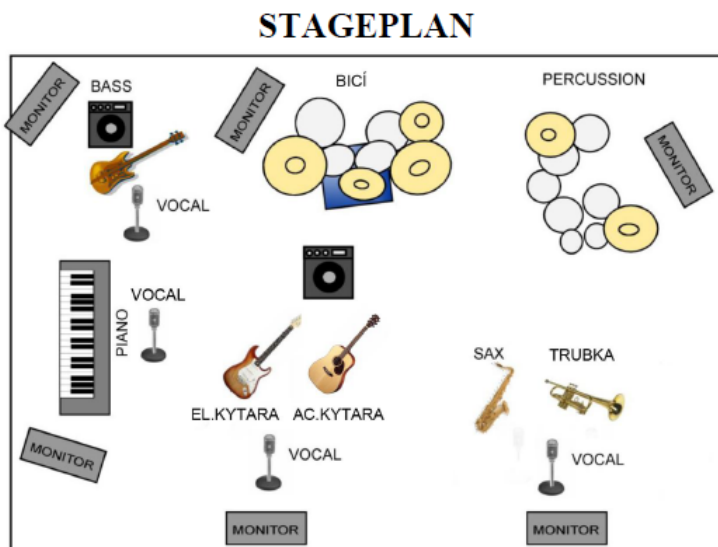 STAGEPLAN
MONITOR
BASS
MONITOR
BICÍ
PERCUSSION
MONITOR
VOCAL
PIANO
VOCAL
EL.KYTARA
AC.KYTARA
SAX
TRUBKA
MONITOR
VOCAL
VOCAL
MONITOR
MONITOR